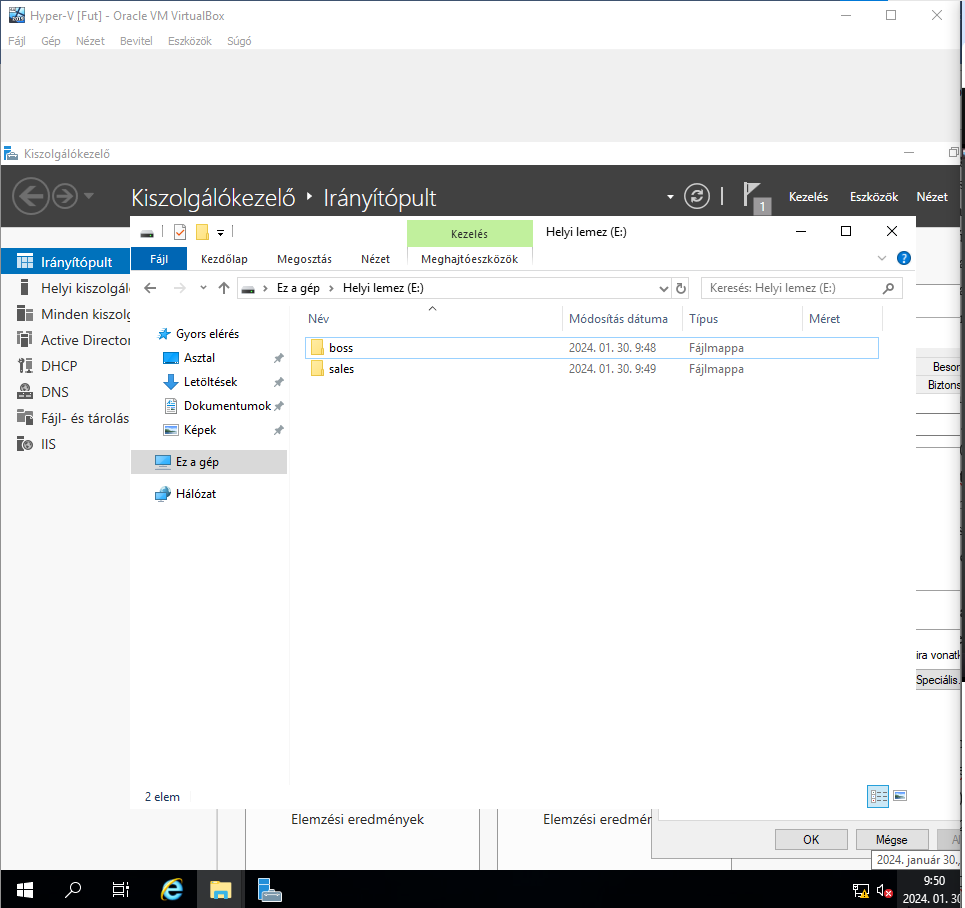 Hyper-V [Fut] - Oracle VM VirtualBox
Fájl Gép Nézet Bevitel Eszközök Súgó
Kiszolgálókezelő
Kiszolgálókezelő Irányítópult
1 Kezelés Eszközök Nézet
Kezelés Helyi lemez (E:)
Fájl Kezdőlap Megosztás Nézet Meghajtóeszközök
Ez a gép Helyi lemez (E:) Keresés: Helyi lemez (E:)
Irányítópult
Helyi kiszolgáló
Minden kiszolg
Active Director
DHCP
DNS
Fájl- és tárolás
IIS
Gyors elérés
Asztal
Letöltések
Dokumentumok
Képek
Ez a gép
Hálózat
Név Módosítás dátuma Típus Méret
boss 2024. 01. 30. 9:48 Fájlmappa
sales 2024. 01. 30. 9:49 Fájlmappa
Besor
Biztons
ira vonatk
Speciális.
2 elem
Elemzési eredmények Elemzési eredmér
OK Mégse
2024. január 30.,
9:50
2024. 01. 30